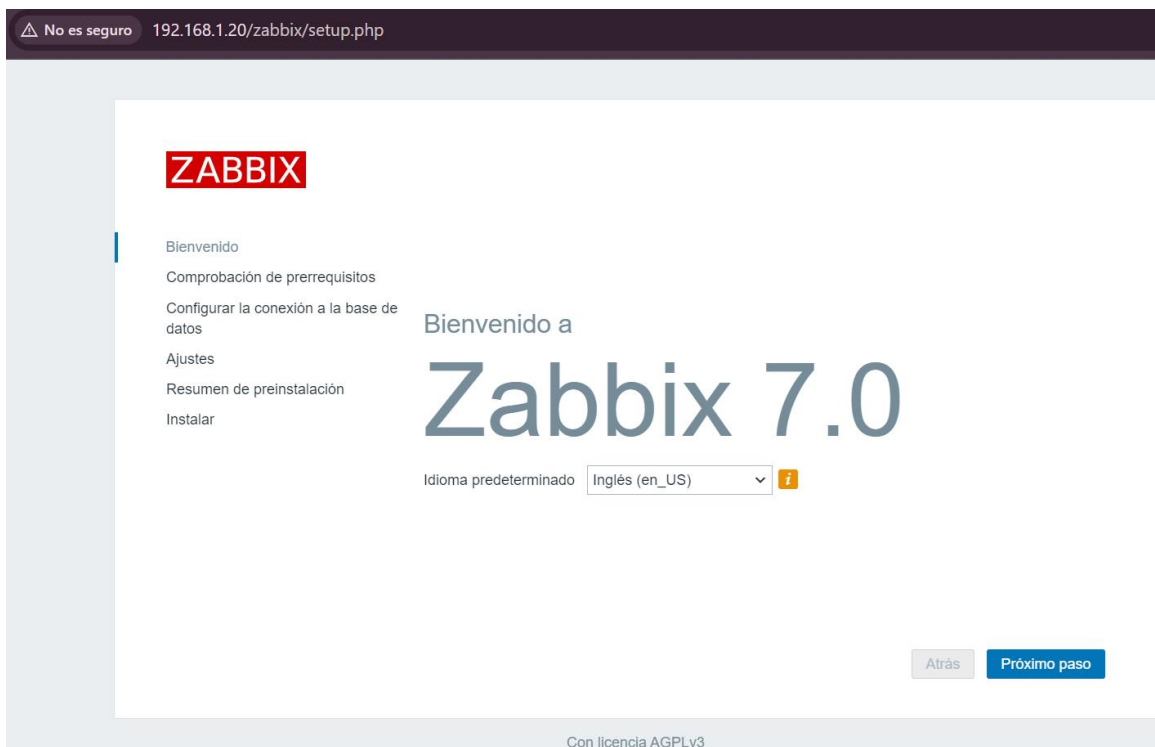 No es seguro 192.168.1.20/zabbix/setup.php
ZABBIX
Bienvenido
Comprobación de prerrequisitos
Configurar la conexión a la base de
datos
Ajustes
Resumen de preinstalación
Instalar
Bienvenido a
Zabbix 7.0
Idioma predeterminado Inglés (en_US) i
Atrás Próximo paso
Con licencia AGPLv3